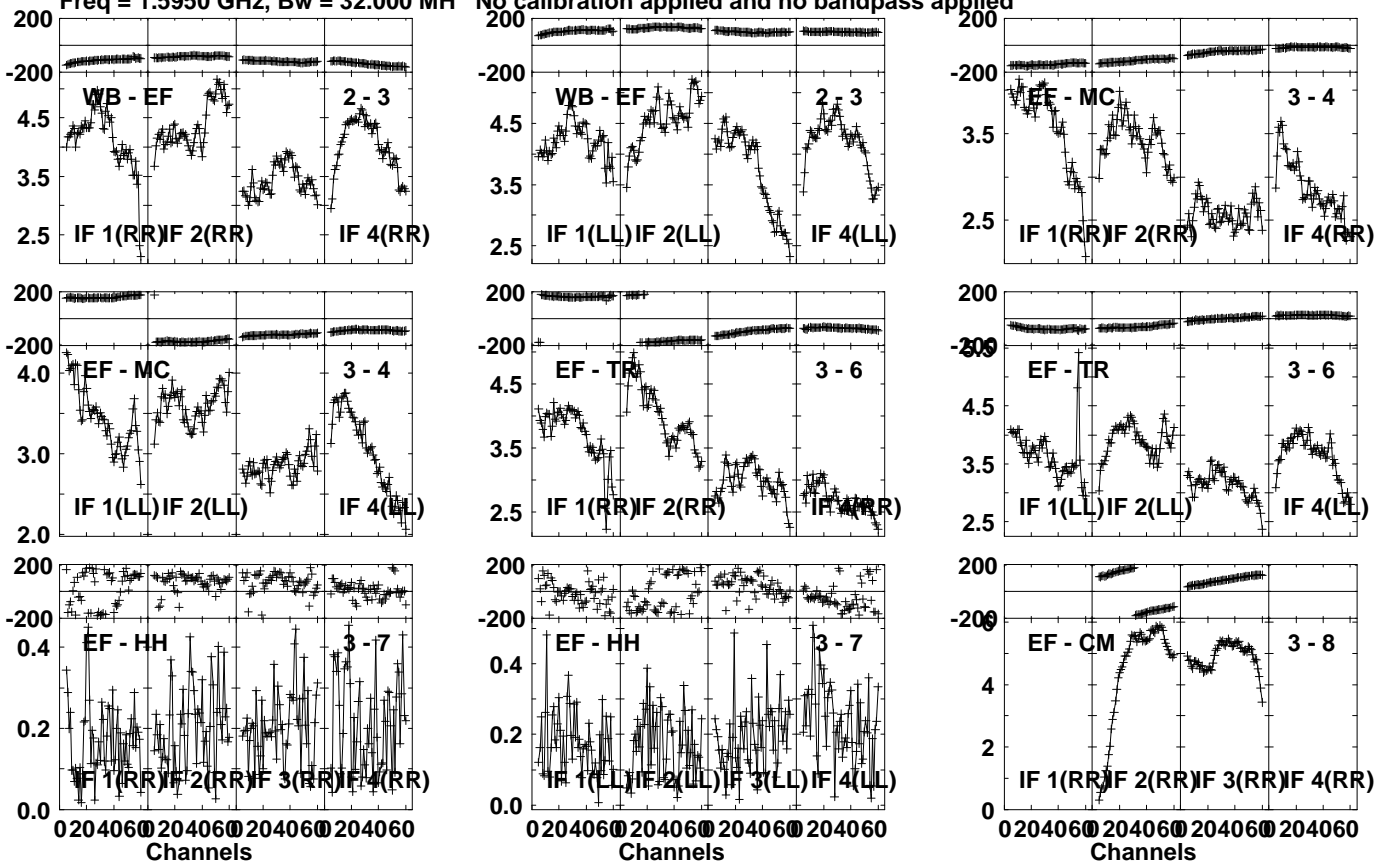 Freq = 1.5950 GHz, Bw = 32.000 MH No calibration applied and no bandpass applied
200
-200
WB - EF 2 - 3
4.5
3.5
2.5
IF 1(RR) IF 2(RR) IF 4(RR)
200
-200
WB - EF 2 - 3
4.5
3.5
2.5
IF 1(LL) IF 2(LL) IF 4(LL)
200
-200
EF - MC 3 - 4
3.5
2.5
IF 1(RR) IF 2(RR) IF 4(RR)
200
-200
EF - MC 3 - 4
4.0
3.0
2.0
IF 1(LL) IF 2(LL) IF 4(LL)
200
-200
EF - TR 3 - 6
4.5
3.5
2.5
IF 1(RR) IF 2(RR) IF 4(RR)
200
-200
5.5
EF - TR 3 - 6
4.5
3.5
2.5
IF 1(LL) IF 2(LL) IF 4(LL)
200
-200
EF - HH 3 - 7
0.4
0.2
0.0
IF 1(RR) IF 2(RR) IF 3(RR) IF 4(RR)
0 20 40 60 0 20 40 60 0 20 40 60 0 20 40 60
Channels
200
-200
EF - HH 3 - 7
0.4
0.2
0.0
IF 1(LL) IF 2(LL) IF 3(LL) IF 4(LL)
0 20 40 60 0 20 40 60 0 20 40 60 0 20 40 60
Channels
200
-200
6
EF - CM 3 - 8
4
2
0
IF 1(RR) IF 2(RR) IF 3(RR) IF 4(RR)
0 20 40 60 0 20 40 60 0 20 40 60 0 20 40 60
Channels